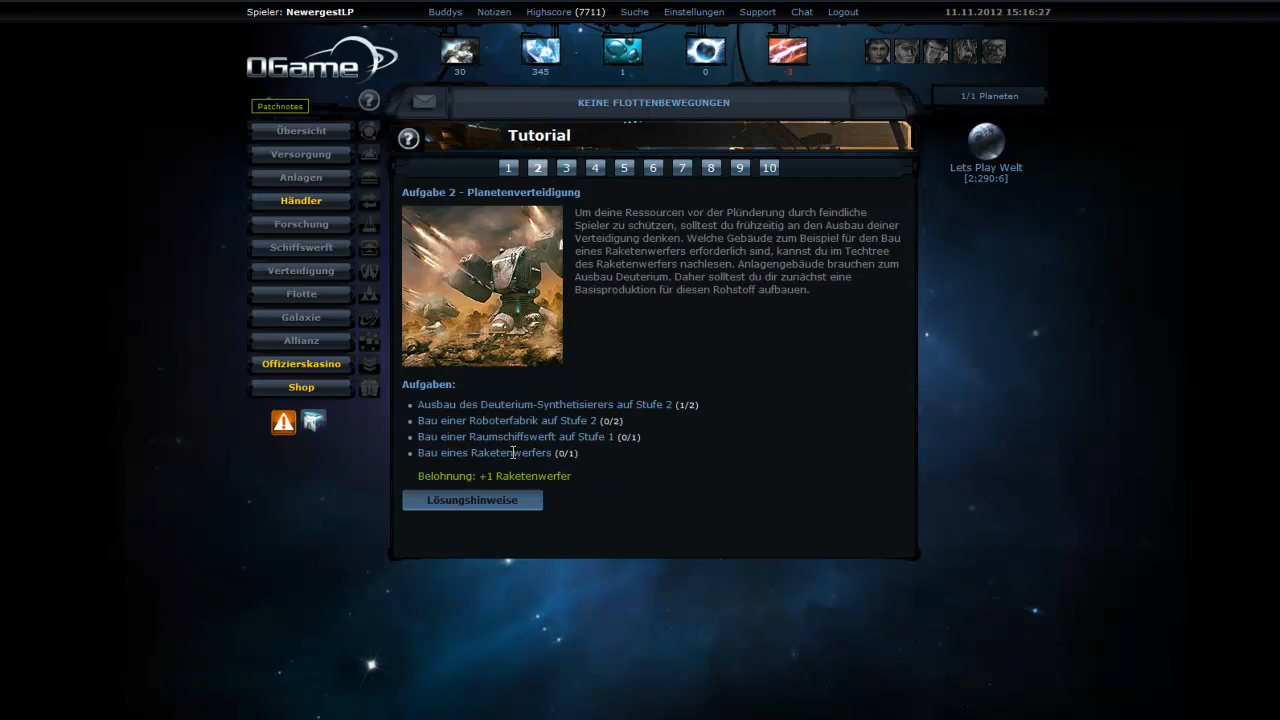 Spieler: NewergestLP
Buddys Notizen Highscore (7711) Suche Einstellungen Support Chat Logout
11.11.2012 15:16:27
OGame
30 345 1 0 -3
Patchnotes
?
KEINE FLOTTENBEWEGUNGEN
1/1 Planeten
Übersicht
Versorgung
Anlagen
Händler
Forschung
Schiffswerft
Verteidigung
Flotte
Galaxie
Allianz
Offizierskasino
Shop
? Tutorial
1 2 3 4 5 6 7 8 9 10
Aufgabe 2 - Planetenverteidigung
Um deine Ressourcen vor der Plünderung durch feindliche
Spieler zu schützen, solltest du frühzeitig an den Ausbau deiner
Verteidigung denken. Welche Gebäude zum Beispiel für den Bau
eines Raketenwerfers erforderlich sind, kannst du im Techtree
des Raketenwerfers nachlesen. Anlagengebäude brauchen zum
Ausbau Deuterium. Daher solltest du dir zunächst eine
Basisproduktion für diesen Rohstoff aufbauen.
Aufgaben:
Ausbau des Deuterium-Synthetisierers auf Stufe 2 (1/2)
Bau einer Roboterfabrik auf Stufe 2 (0/2)
Bau einer Raumschiffswerft auf Stufe 1 (0/1)
Bau eines Raketenwerfers (0/1)
Belohnung: +1 Raketenwerfer
Lösungshinweise
Lets Play Welt
[2:290:6]